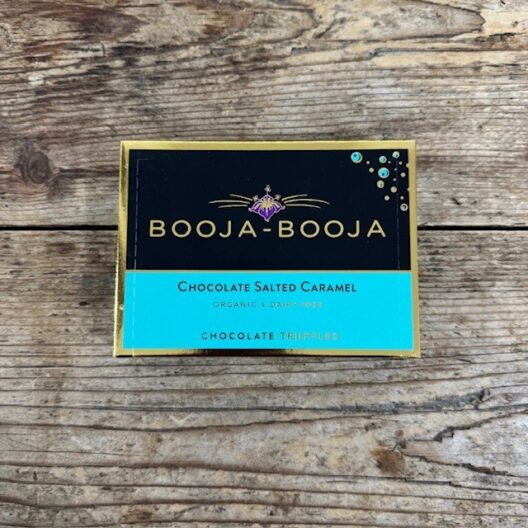 BOOJA-BOOJA
CHOCOLATE SALTED CARAMEL
ORGANIC & DAIRY FREE
CHOCOLATE TRUFFLES